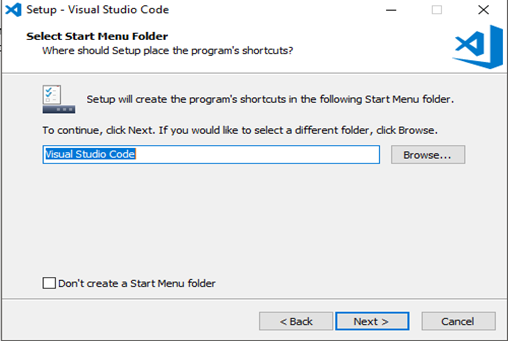 Setup - Visual Studio Code
Select Start Menu Folder
Where should Setup place the program's shortcuts?
Setup will create the program's shortcuts in the following Start Menu folder.
To continue, click Next. If you would like to select a different folder, click Browse.
Visual Studio Code
Browse...
Don't create a Start Menu folder
< Back
Next >
Cancel